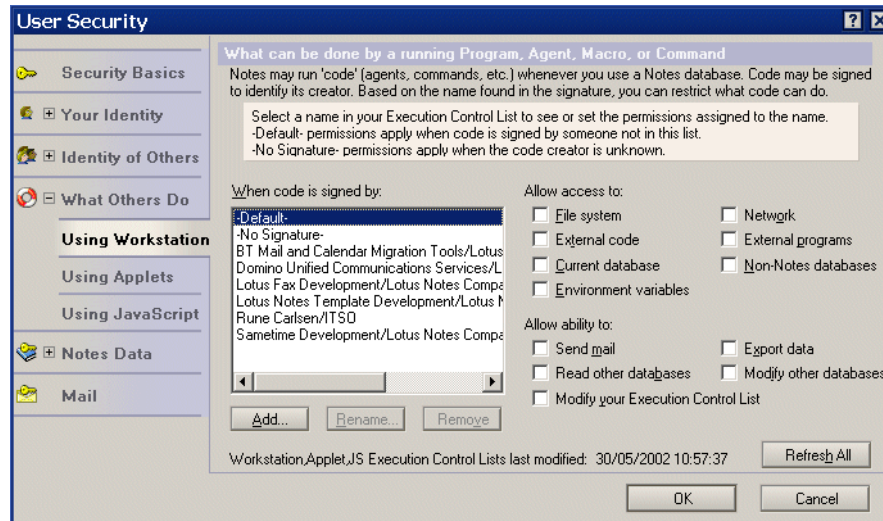 User Security
Security Basics
Your Identity
Identity of Others
What Others Do
Using Workstation
Using Applets
Using JavaScript
Notes Data
Mail
What can be done by a running Program, Agent, Macro, or Command
Notes may run 'code' (agents, commands, etc.) whenever you use a Notes database. Code may be signed
to identify its creator. Based on the name found in the signature, you can restrict what code can do.
Select a name in your Execution Control List to see or set the permissions assigned to the name.
-Default- permissions apply when code is signed by someone not in this list.
-No Signature- permissions apply when the code creator is unknown.
When code is signed by:
-Default-
-No Signature-
BT Mail and Calendar Migration Tools/Lotus
Domino Unified Communications Services/L
Lotus Fax Development/Lotus Notes Compa
Lotus Notes Template Development/Lotus N
Rune Carlsen/ITSO
Sametime Development/Lotus Notes Compa
Add...
Rename...
Remove
Allow access to:
File system
Network
External code
External programs
Current database
Non-Notes databases
Environment variables
Allow ability to:
Send mail
Export data
Read other databases
Modify other databases
Modify your Execution Control List
Workstation,Applet,JS Execution Control Lists last modified: 30/05/2002 10:57:37
Refresh All
OK
Cancel